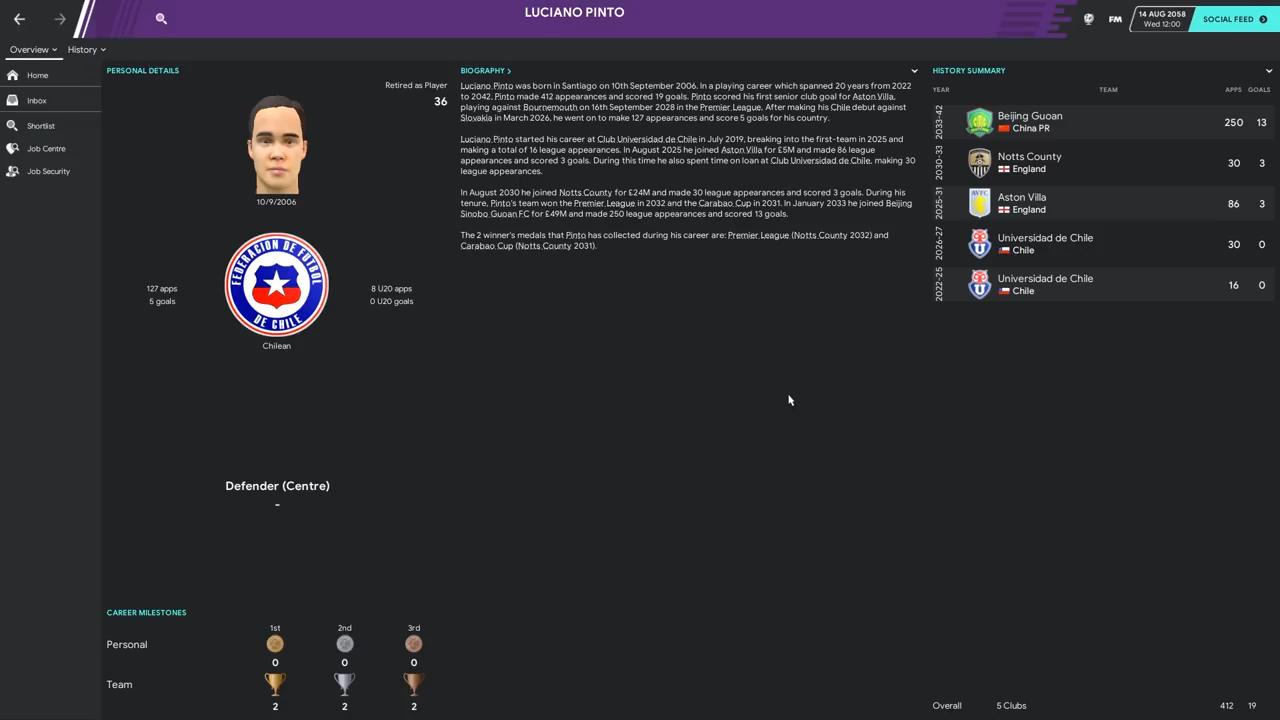 LUCIANO PINTO
FM
14 AUG 2058
Wed 12:00
SOCIAL FEED
Overview
History
Home
Inbox
Shortlist
Job Centre
Job Security
PERSONAL DETAILS
Retired as Player
36
10/9/2006
FEDERACION DE FUTBOL
DE CHILE
127 apps
5 goals
8 U20 apps
0 U20 goals
Chilean
Defender (Centre)
-
CAREER MILESTONES
1st 2nd 3rd
Personal
0 0 0
Team
2 2 2
BIOGRAPHY
Luciano Pinto was born in Santiago on 10th September 2006. In a playing career which spanned 20 years from 2022
to 2042, Pinto made 412 appearances and scored 19 goals. Pinto scored his first senior club goal for Aston Villa,
playing against Bournemouth on 16th September 2028 in the Premier League. After making his Chile debut against
Slovakia in March 2026, he went on to make 127 appearances and score 5 goals for his country.
Luciano Pinto started his career at Club Universidad de Chile in July 2019, breaking into the first-team in 2025 and
making a total of 16 league appearances. In August 2025 he joined Aston Villa for £5M and made 86 league
appearances and scored 3 goals. During this time he also spent time on loan at Club Universidad de Chile, making 30
league appearances.
In August 2030 he joined Notts County for £24M and made 30 league appearances and scored 3 goals. During his
tenure, Pinto's team won the Premier League in 2032 and the Carabao Cup in 2031. In January 2033 he joined Beijing
Sinobo Guoan FC for £49M and made 250 league appearances and scored 13 goals.
The 2 winner's medals that Pinto has collected during his career are: Premier League (Notts County 2032) and
Carabao Cup (Notts County 2031).
HISTORY SUMMARY
YEAR TEAM APPS GOALS
2033-42 Beijing Guoan China PR 250 13
2030-33 Notts County England 30 3
2025-31 AVFC Aston Villa England 86 3
2026-27 Universidad de Chile Chile 30 0
2022-25 Universidad de Chile Chile 16 0
Overall 5 Clubs 412 19